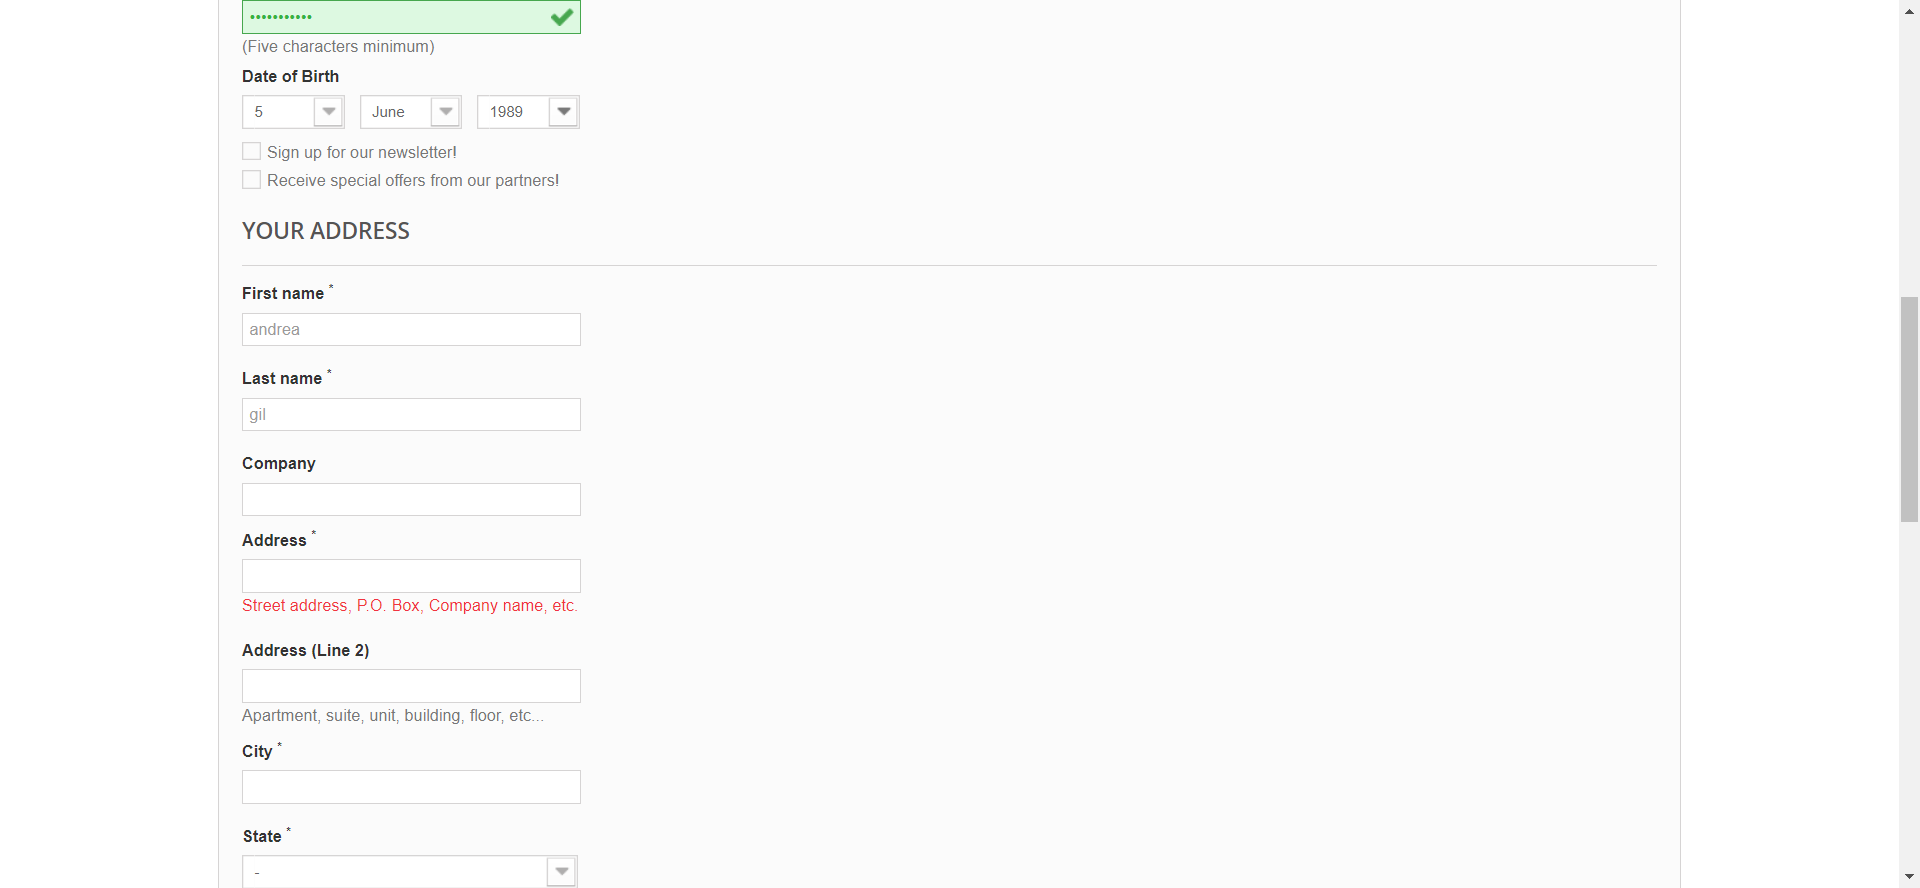 •••••••••••
(Five characters minimum)
Date of Birth
5 June 1989
Sign up for our newsletter!
Receive special offers from our partners!
YOUR ADDRESS
First name *
andrea
Last name *
gil
Company
Address *
Street address, P.O. Box, Company name, etc.
Address (Line 2)
Apartment, suite, unit, building, floor, etc...
City *
State *
-